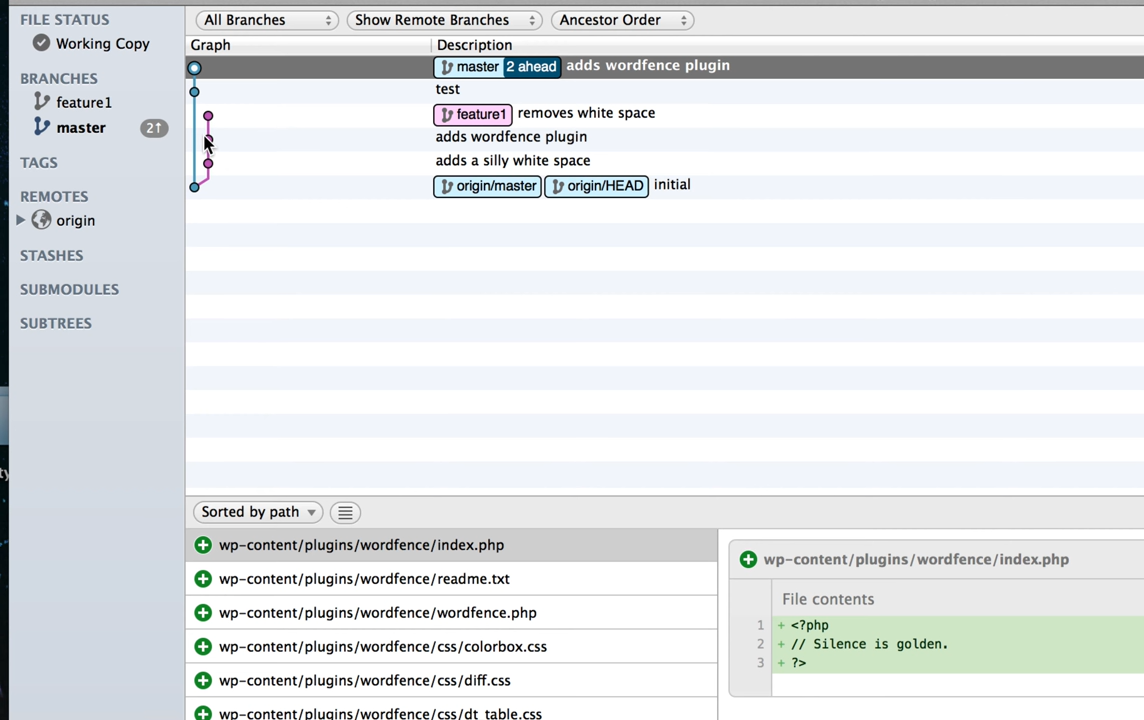 FILE STATUS
Working Copy
BRANCHES
feature1
master 2↑
TAGS
REMOTES
origin
STASHES
SUBMODULES
SUBTREES
All Branches Show Remote Branches Ancestor Order
Graph Description
master 2 ahead adds wordfence plugin
test
feature1 removes white space
adds wordfence plugin
adds a silly white space
origin/master origin/HEAD initial
Sorted by path
wp-content/plugins/wordfence/index.php
wp-content/plugins/wordfence/readme.txt
wp-content/plugins/wordfence/wordfence.php
wp-content/plugins/wordfence/css/colorbox.css
wp-content/plugins/wordfence/css/diff.css
wp-content/plugins/wordfence/css/dt_table.css
wp-content/plugins/wordfence/index.php
File contents
1 + <?php
2 + // Silence is golden.
3 + ?>